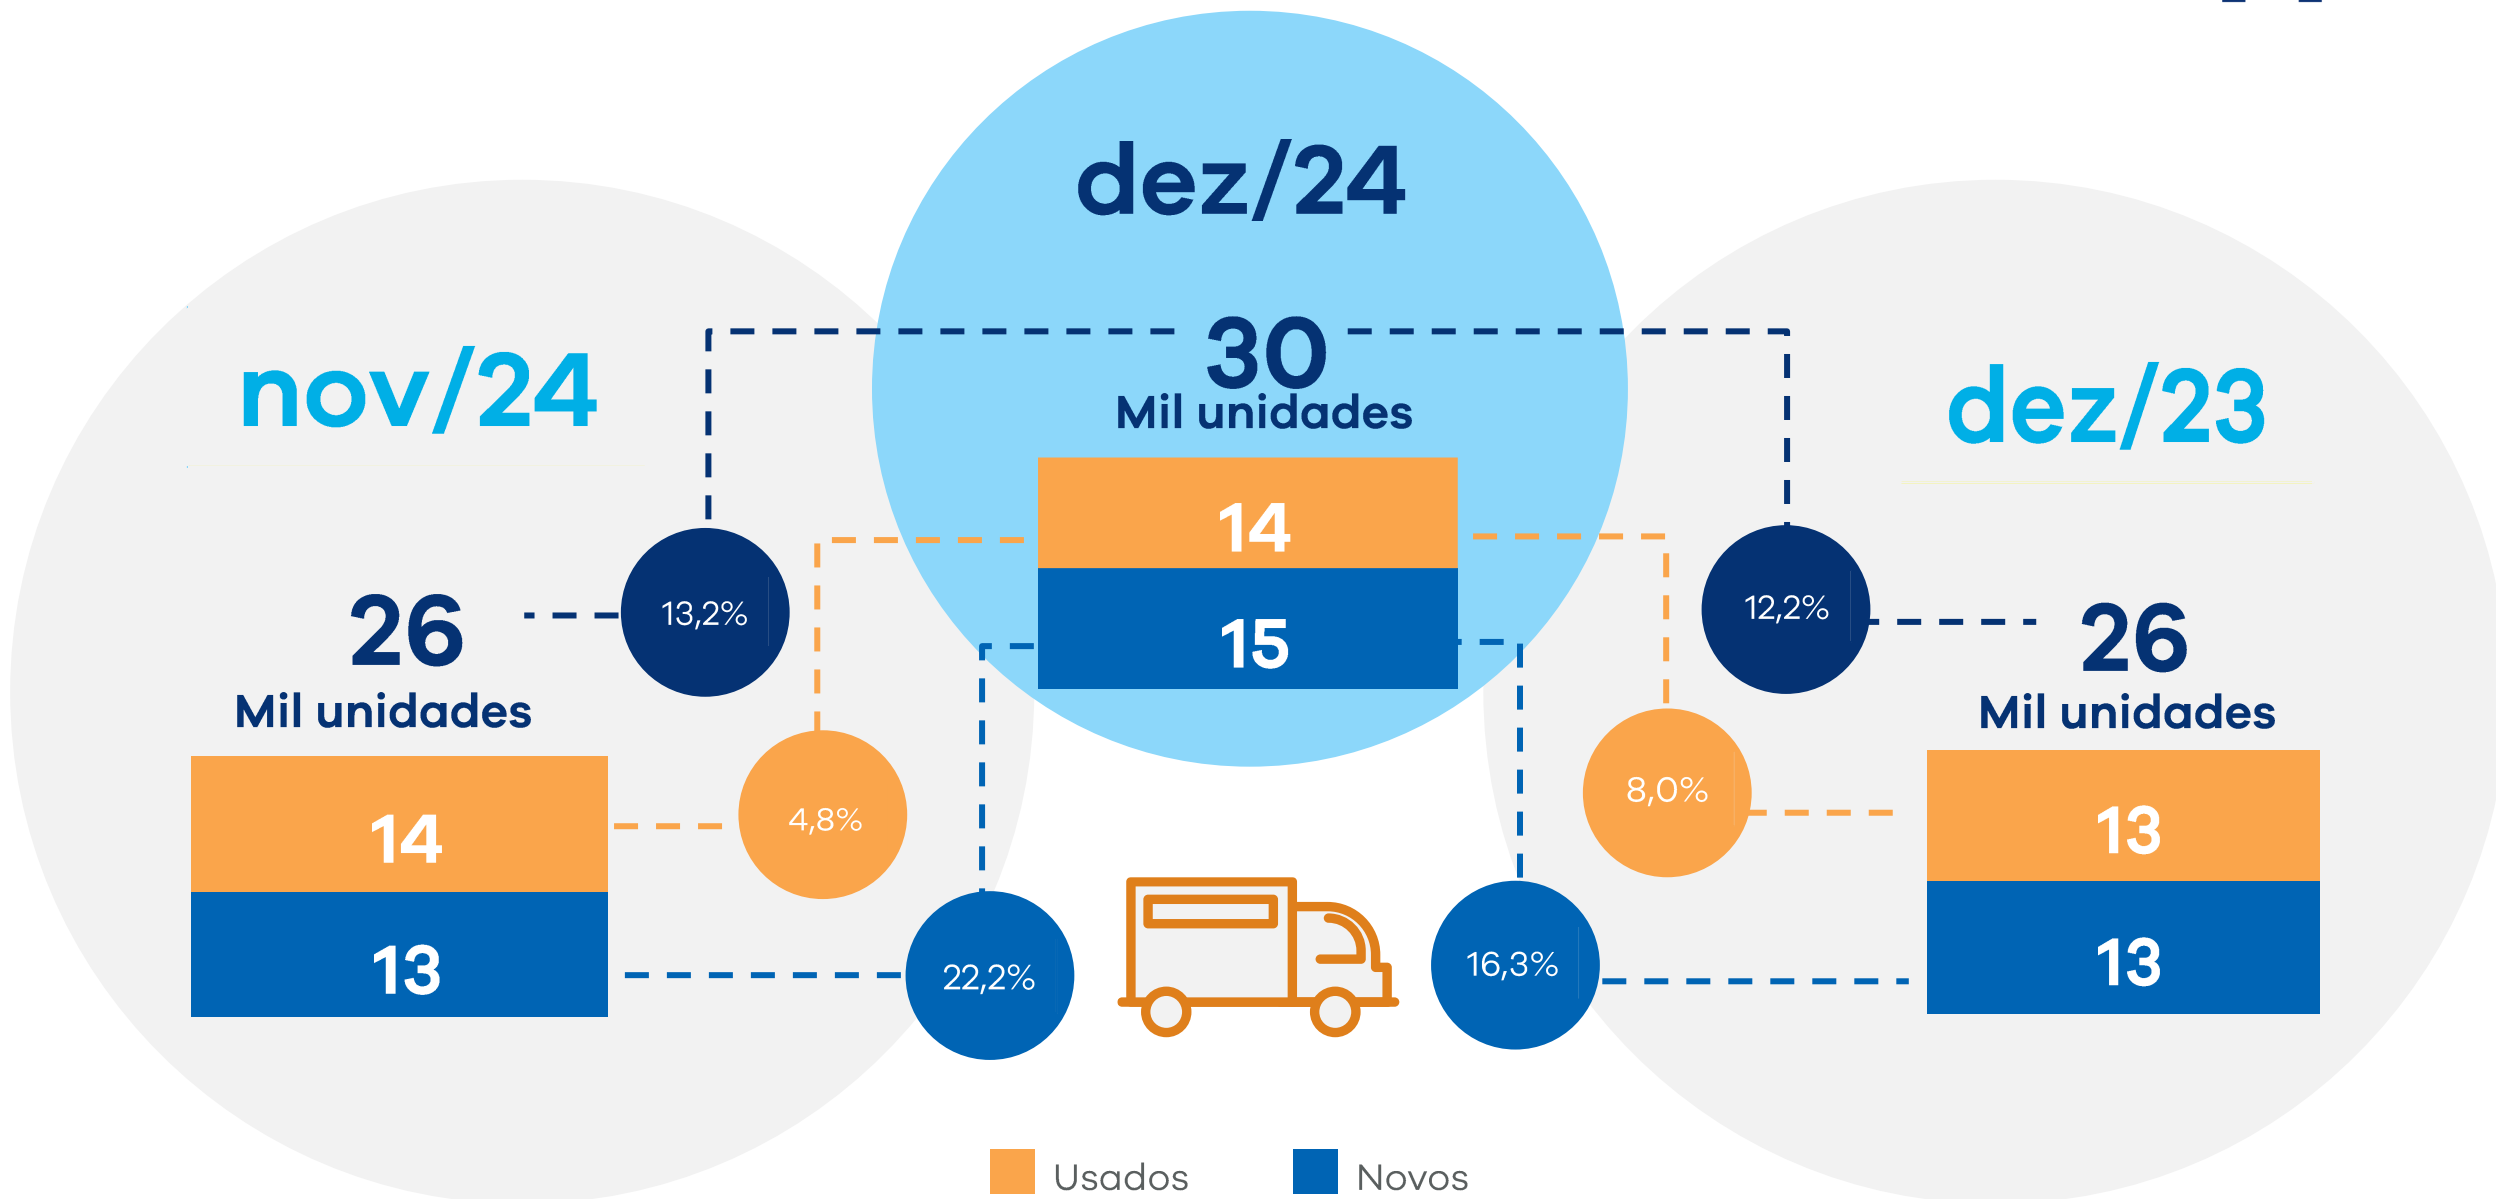 dez/24
30
Mil unidades
14
15
nov/24
26
Mil unidades
14
13
dez/23
26
Mil unidades
13
13
13,2%
4,8%
22,2%
12,2%
8,0%
16,3%
Usados
Novos